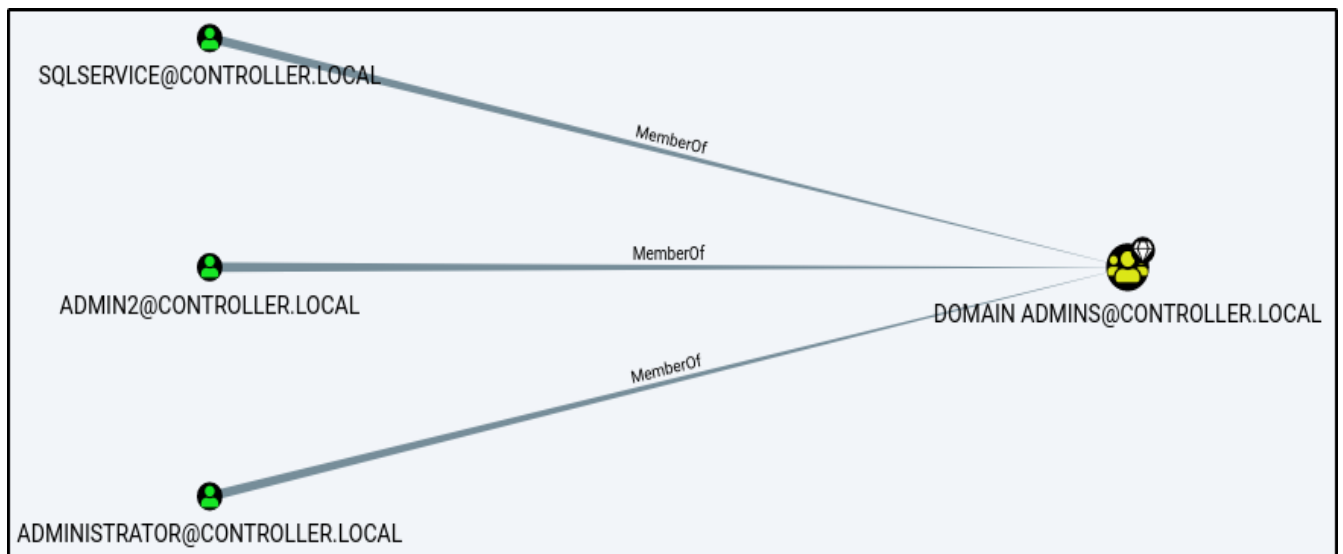 SQLSERVICE@CONTROLLER.LOCAL
MemberOf
MemberOf
ADMIN2@CONTROLLER.LOCAL
DOMAIN ADMINS@CONTROLLER.LOCAL
MemberOf
ADMINISTRATOR@CONTROLLER.LOCAL